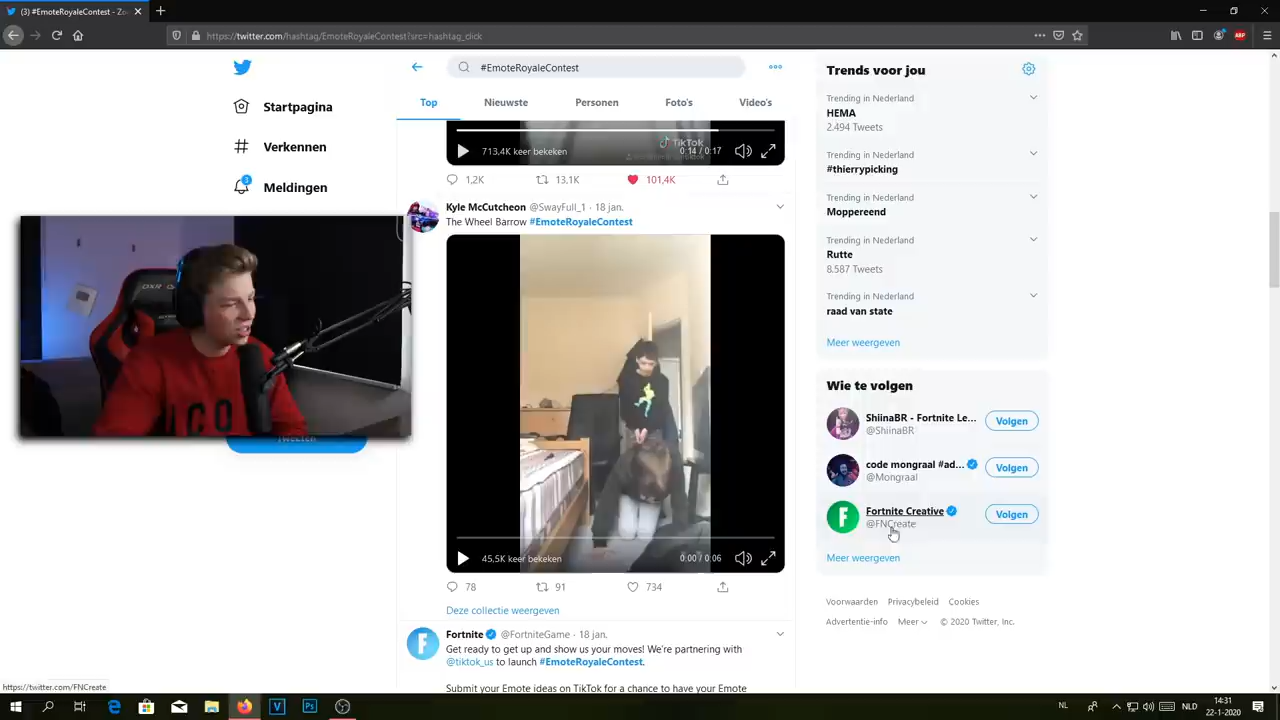 (3) #EmoteRoyaleContest - Zo
https://twitter.com/hashtag/EmoteRoyaleContest?src=hashtag_click
ABP
#EmoteRoyaleContest
Startpagina
Verkennen
3
Meldingen
Top
Nieuwste
Personen
Foto's
Video's
TikTok
713,4K keer bekeken
0:14 / 0:17
1,2K
13,1K
101,4K
Kyle McCutcheon @SwayFull_1 · 18 jan.
The Wheel Barrow #EmoteRoyaleContest
45,5K keer bekeken
0:00 / 0:06
78
91
734
Deze collectie weergeven
Fortnite @FortniteGame · 18 jan.
Get ready to get up and show us your moves! We're partnering with
@tiktok_us to launch #EmoteRoyaleContest.
Submit your Emote ideas on TikTok for a chance to have your Emote
Trends voor jou
Trending in Nederland
HEMA
2.494 Tweets
Trending in Nederland
#thierrypicking
Trending in Nederland
Moppereend
Trending in Nederland
Rutte
8.587 Tweets
Trending in Nederland
raad van state
Meer weergeven
Wie te volgen
ShiinaBR - Fortnite Le...
@ShiinaBR
Volgen
code mongraal #ad...
@Mongraal
Volgen
Fortnite Creative
@FNCreate
Volgen
Meer weergeven
Voorwaarden Privacybeleid Cookies
Advertentie-info Meer © 2020 Twitter, Inc.
https://twitter.com/FNCreate
NL
NLD
14:31
22-1-2020